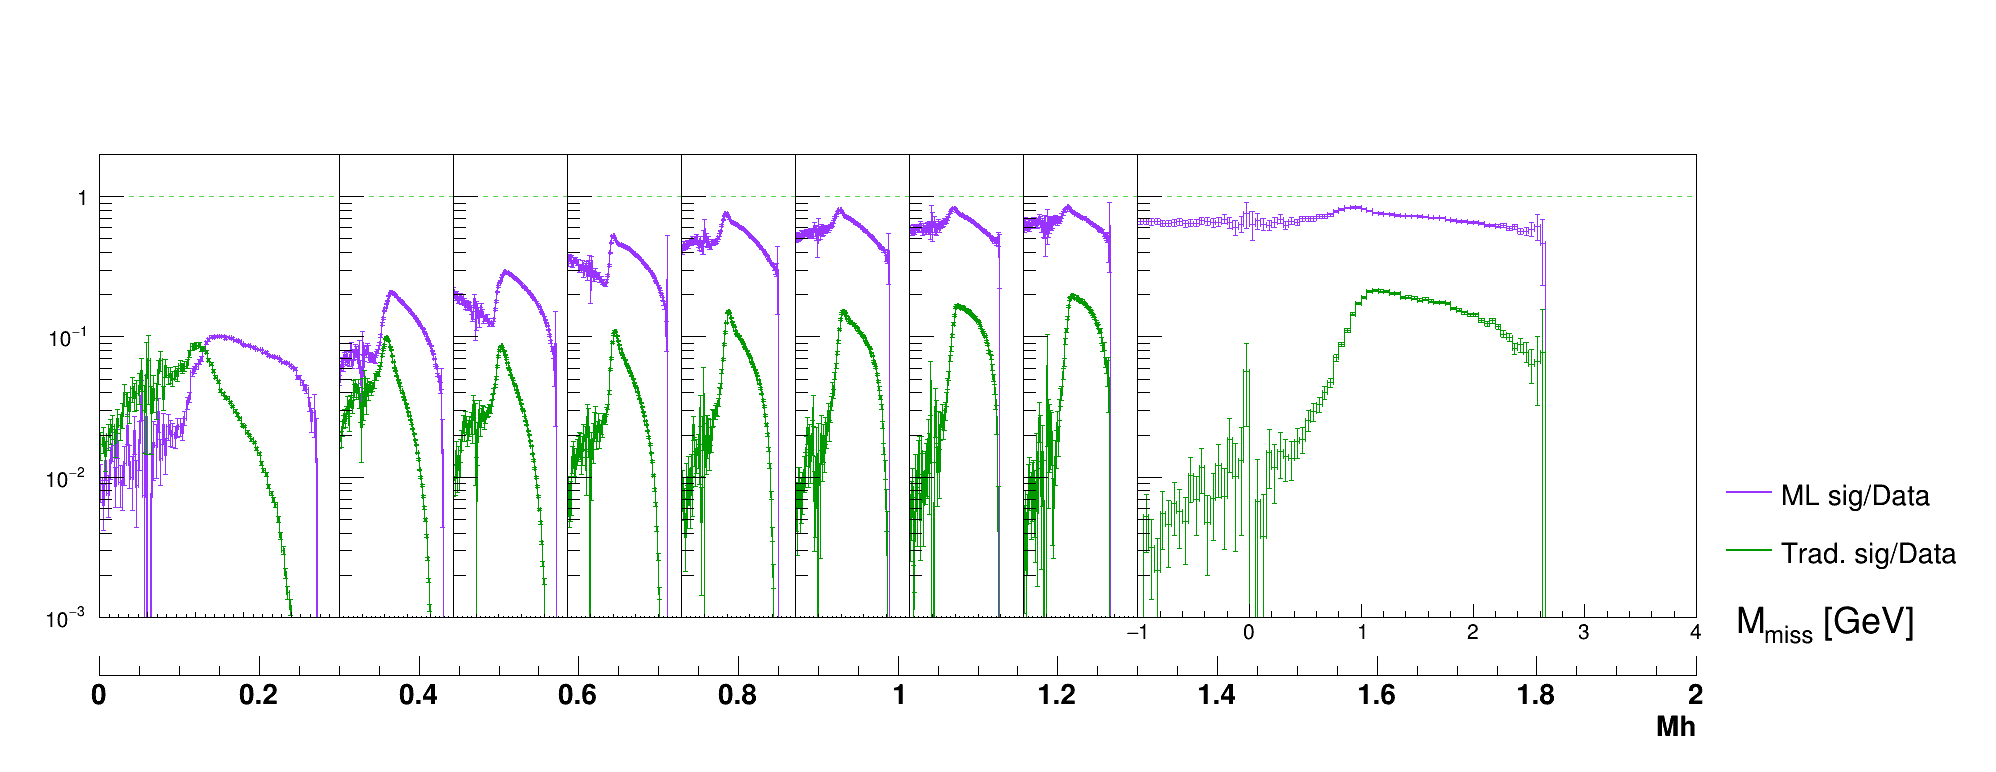 1
10⁻¹
10⁻²
10⁻³
−1 0 1 2 3 4
ML sig/Data
Trad. sig/Data
M_miss [GeV]
0 0.2 0.4 0.6 0.8 1 1.2 1.4 1.6 1.8 2
Mh